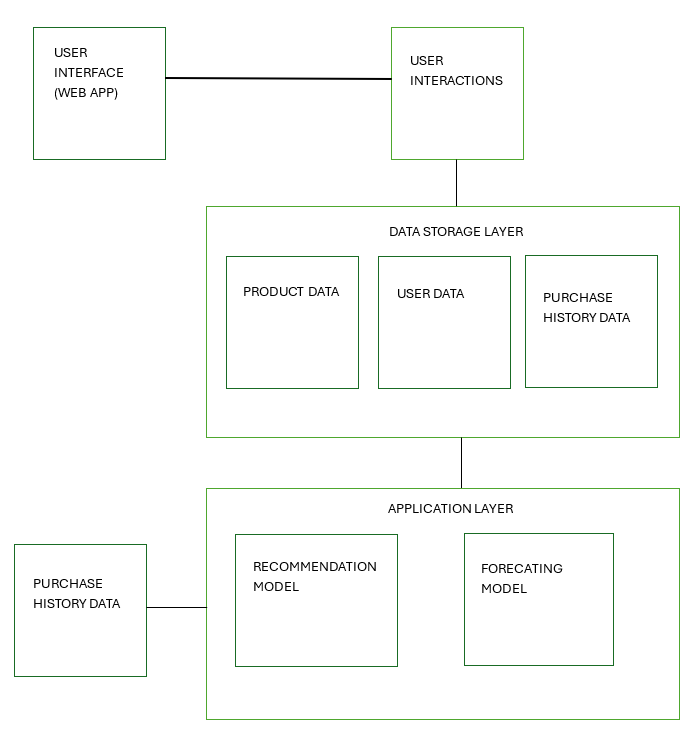 USER
INTERFACE
(WEB APP)
USER
INTERACTIONS
DATA STORAGE LAYER
PRODUCT DATA
USER DATA
PURCHASE
HISTORY DATA
APPLICATION LAYER
RECOMMENDATION
MODEL
FORECATING
MODEL
PURCHASE
HISTORY DATA